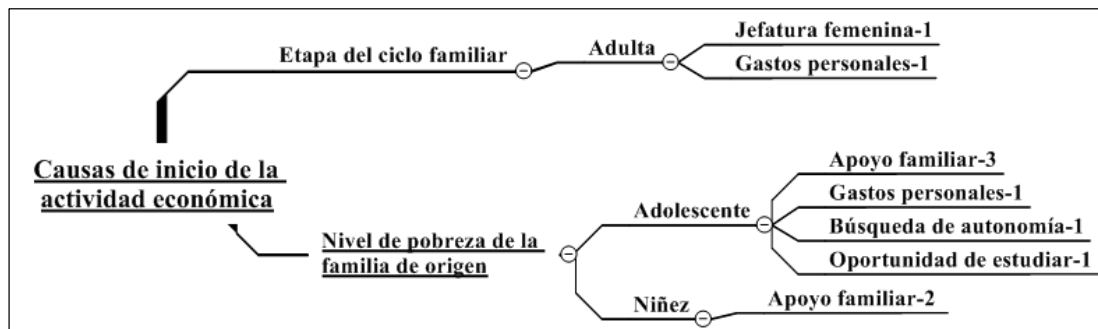 Causas de inicio de la
actividad económica
Etapa del ciclo familiar
Adulta
Jefatura femenina-1
Gastos personales-1
Nivel de pobreza de la
familia de origen
Adolescente
Apoyo familiar-3
Gastos personales-1
Búsqueda de autonomía-1
Oportunidad de estudiar-1
Niñez
Apoyo familiar-2